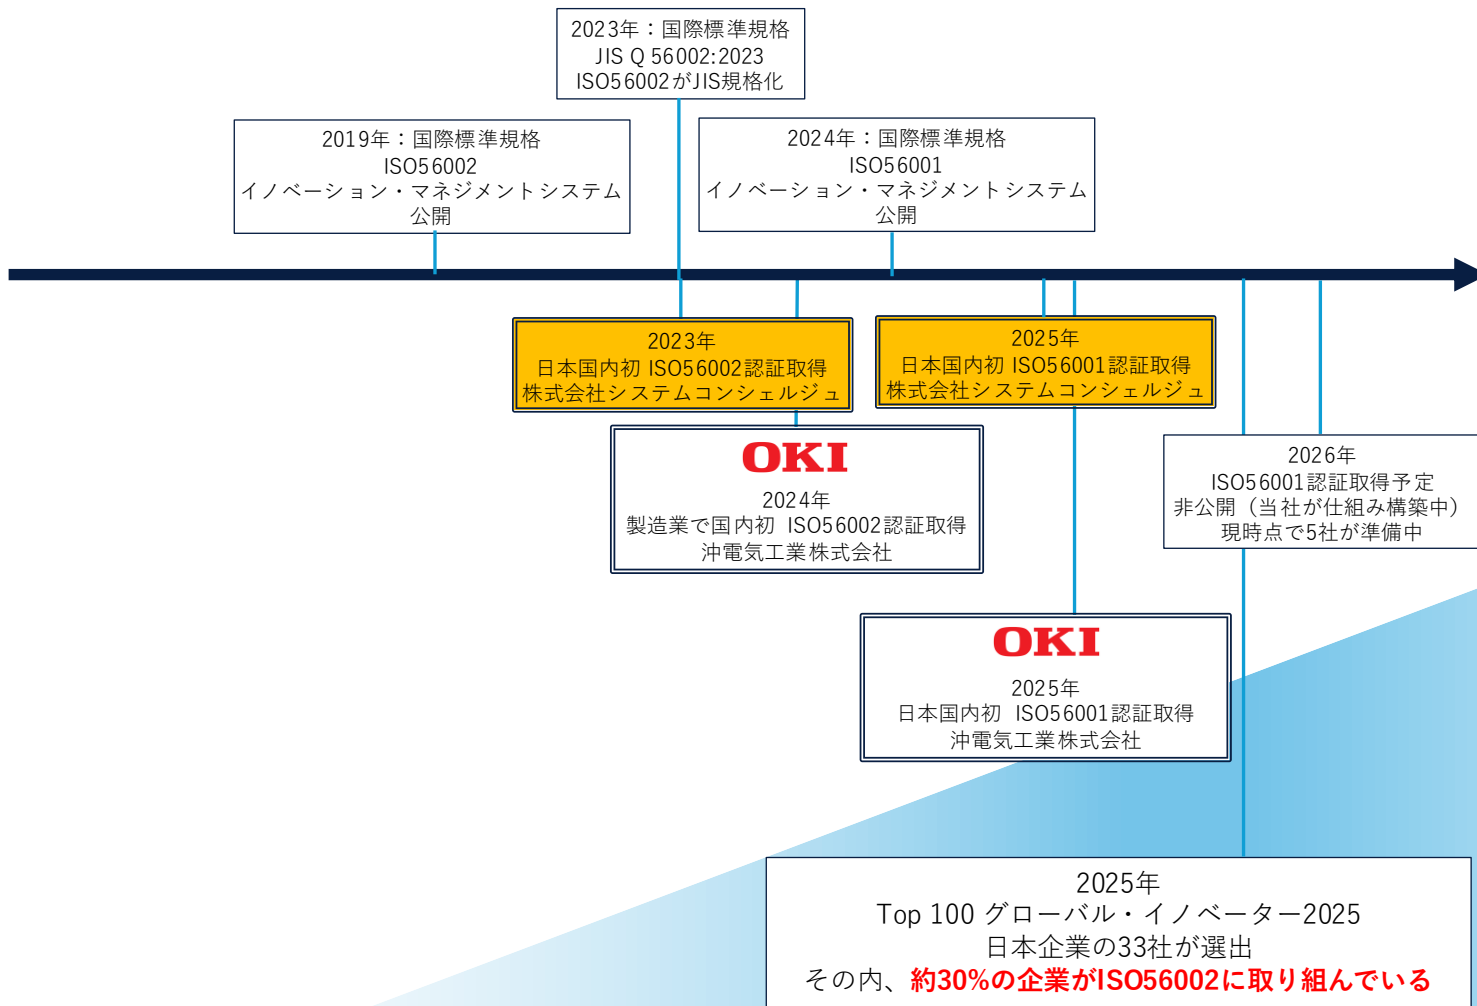 2023年：国際標準規格
JIS Q 56002:2023
ISO56002がJIS規格化
2019年：国際標準規格
ISO56002
イノベーション・マネジメントシステム
公開
2024年：国際標準規格
ISO56001
イノベーション・マネジメントシステム
公開
2023年
日本国内初 ISO56002認証取得
株式会社システムコンシェルジュ
2025年
日本国内初 ISO56001認証取得
株式会社システムコンシェルジュ
OKI
2024年
製造業で国内初 ISO56002認証取得
沖電気工業株式会社
2026年
ISO56001認証取得予定
非公開（当社が仕組み構築中）
現時点で5社が準備中
OKI
2025年
日本国内初 ISO56001認証取得
沖電気工業株式会社
2025年
Top 100 グローバル・イノベーター2025
日本企業の33社が選出
その内、約30%の企業がISO56002に取り組んでいる